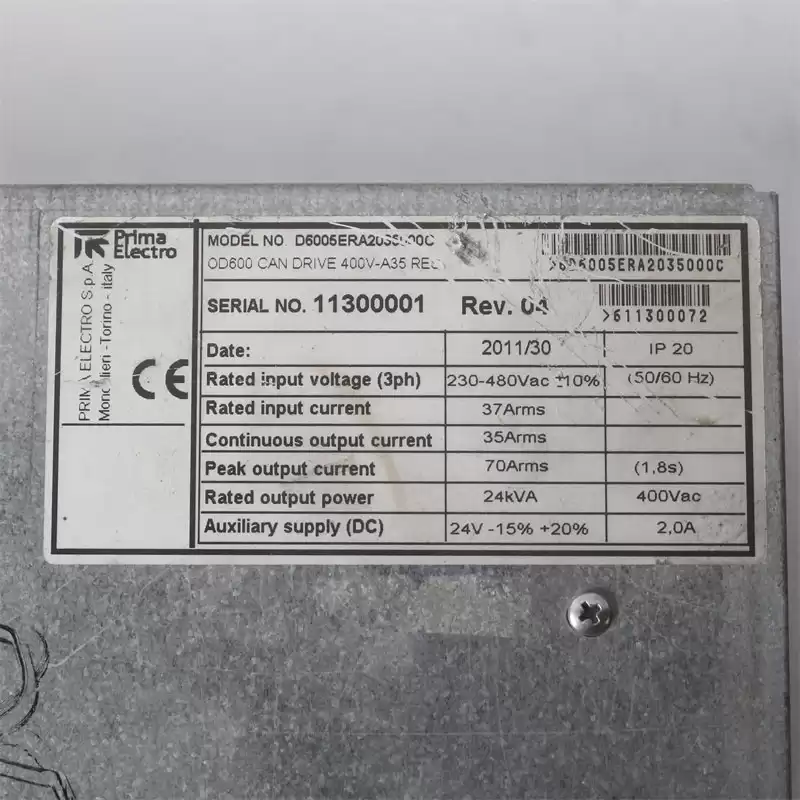 Prima
Electro
PRIMA ELECTRO S.p.A.
Moncalieri - Torino - italy
CE
MODEL NO. D6005ERA2035000C
OD600 CAN DRIVE 400V-A35
>6D6005ERA2035000C
SERIAL NO. 11300001 Rev. 04
>611300072
Date: 2011/30 IP 20
Rated input voltage (3ph) 230-480Vac ±10% (50/60 Hz)
Rated input current 37Arms
Continuous output current 35Arms
Peak output current 70Arms (1,8s)
Rated output power 24kVA 400Vac
Auxiliary supply (DC) 24V -15% +20% 2,0A